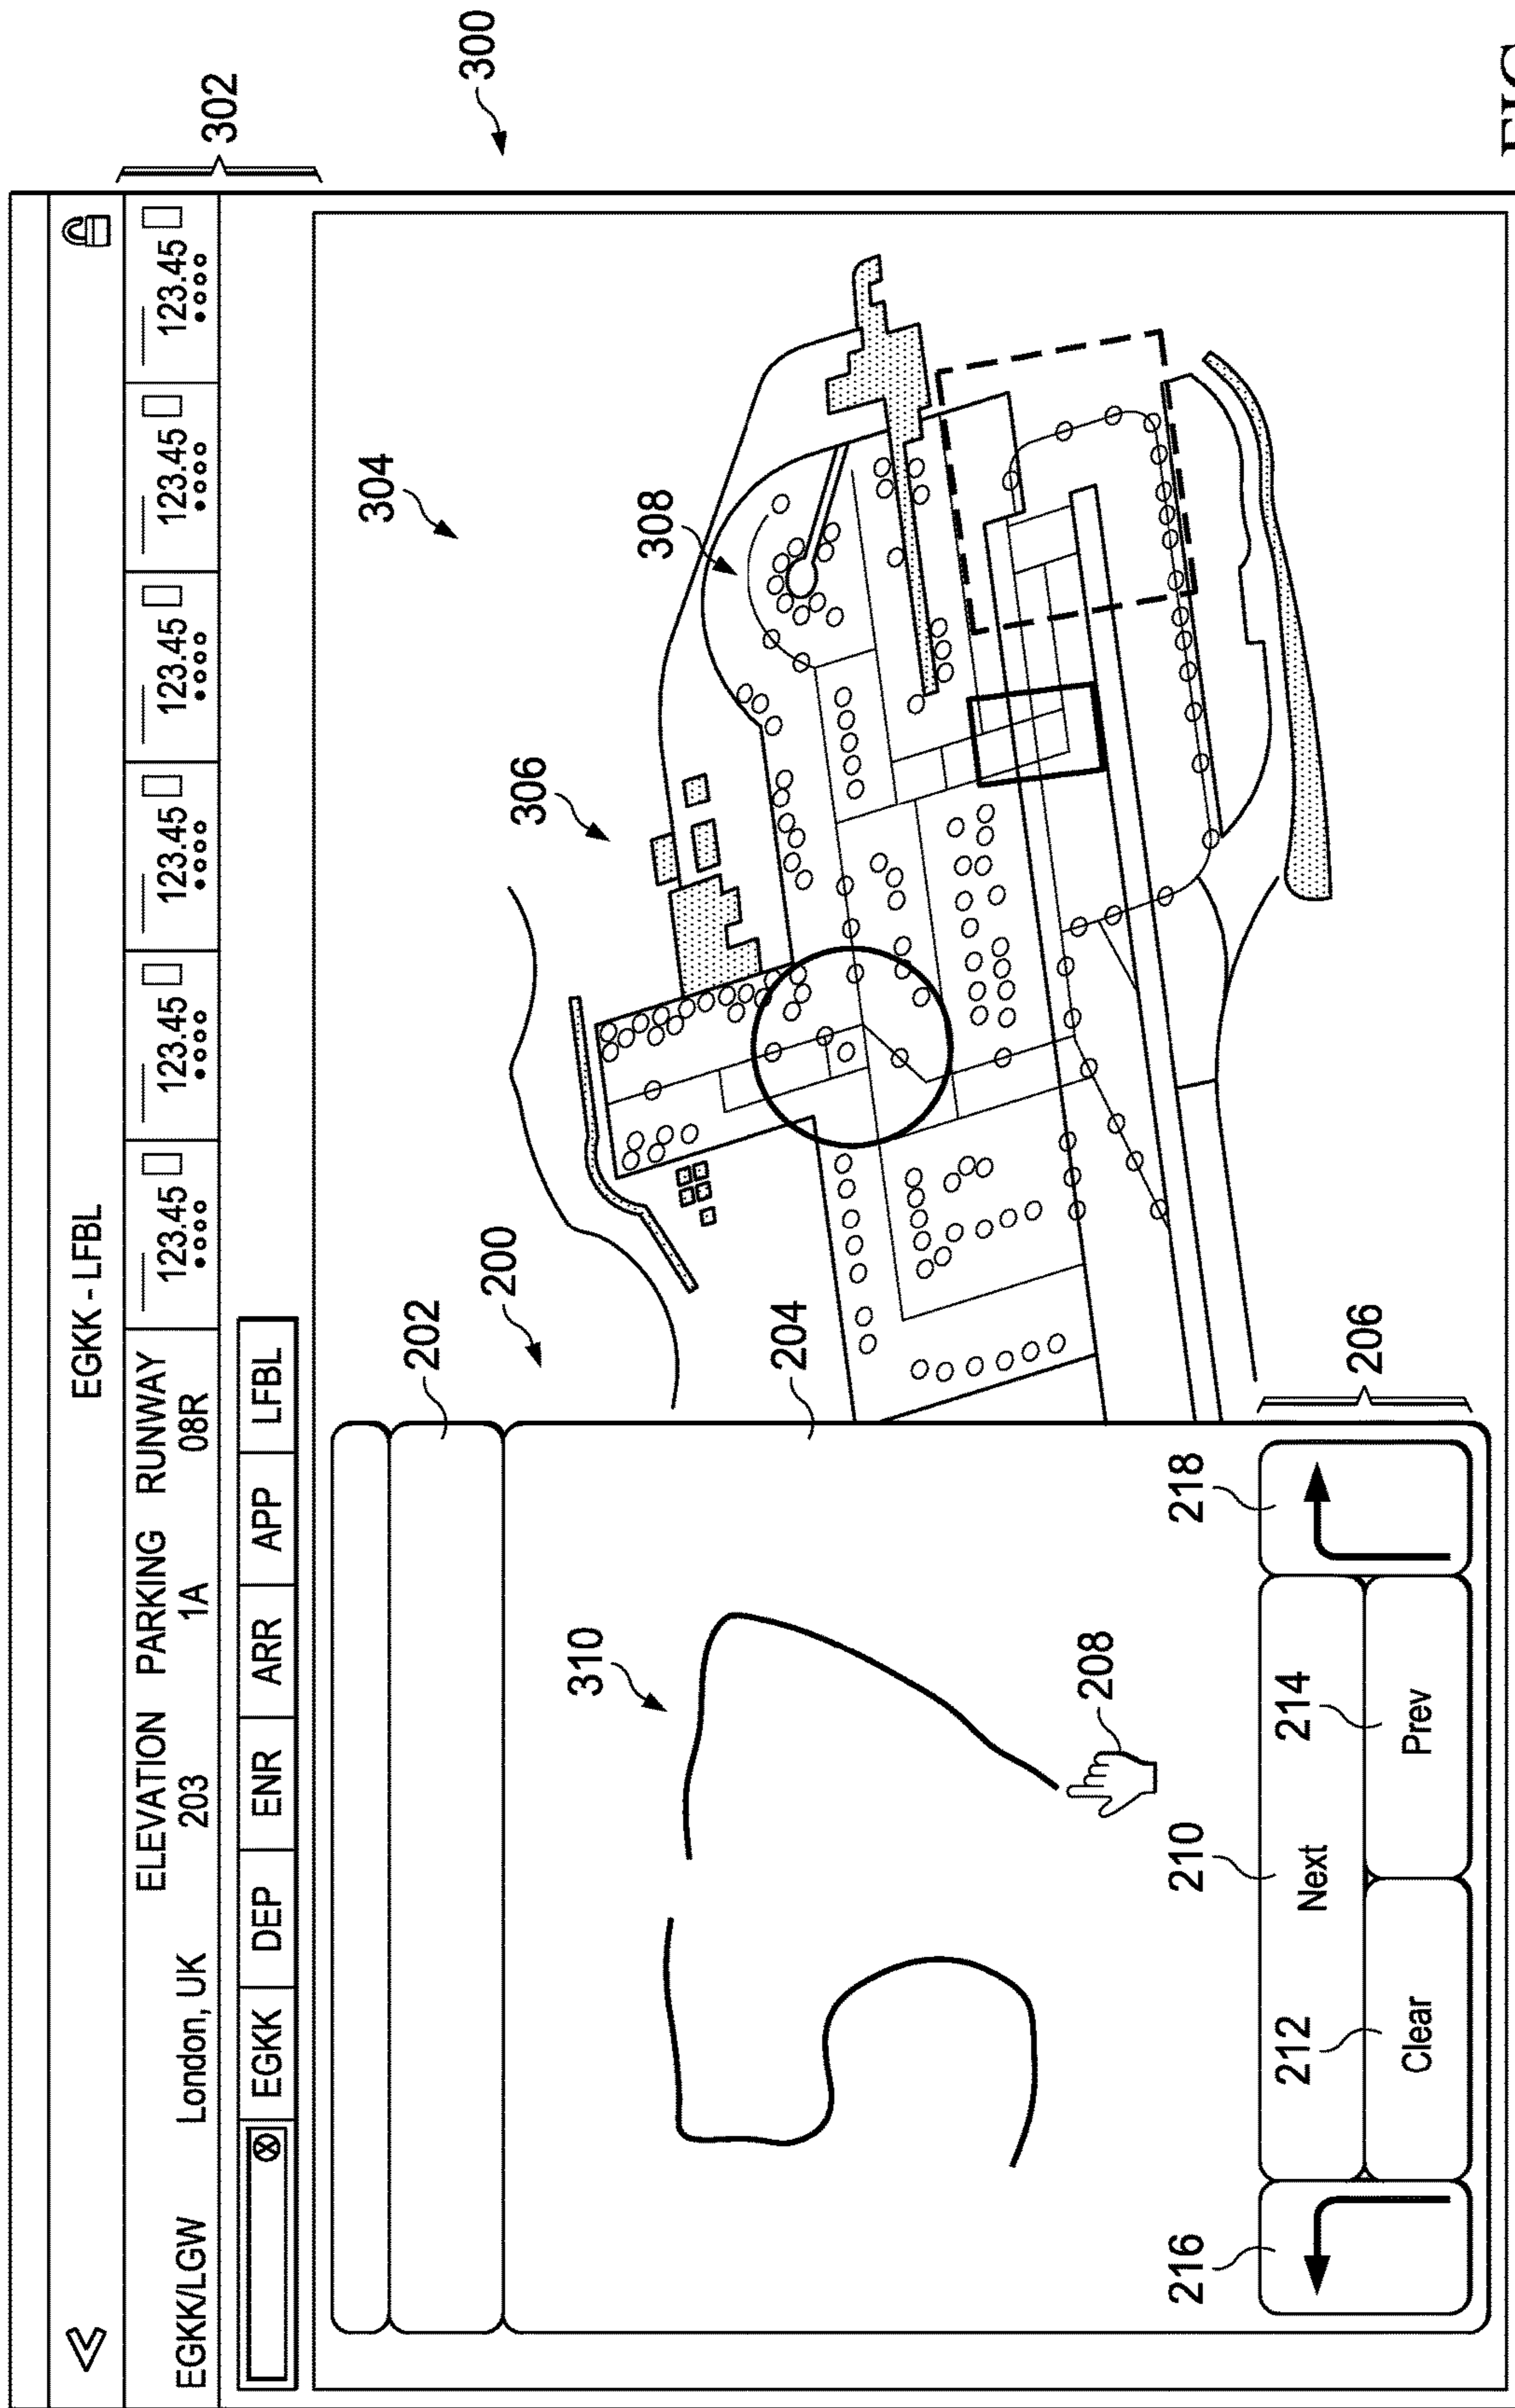 300
302
EGKK - LFBL
EGKK/LGW
London, UK
ELEVATION PARKING RUNWAY
203 1A 08R
123.45
123.45
123.45
123.45
123.45
123.45
EGKK DEP ENR ARR APP LFBL
202
200
204
304
306
308
310
208
206
216
212
210
214
218
Next
Clear
Prev